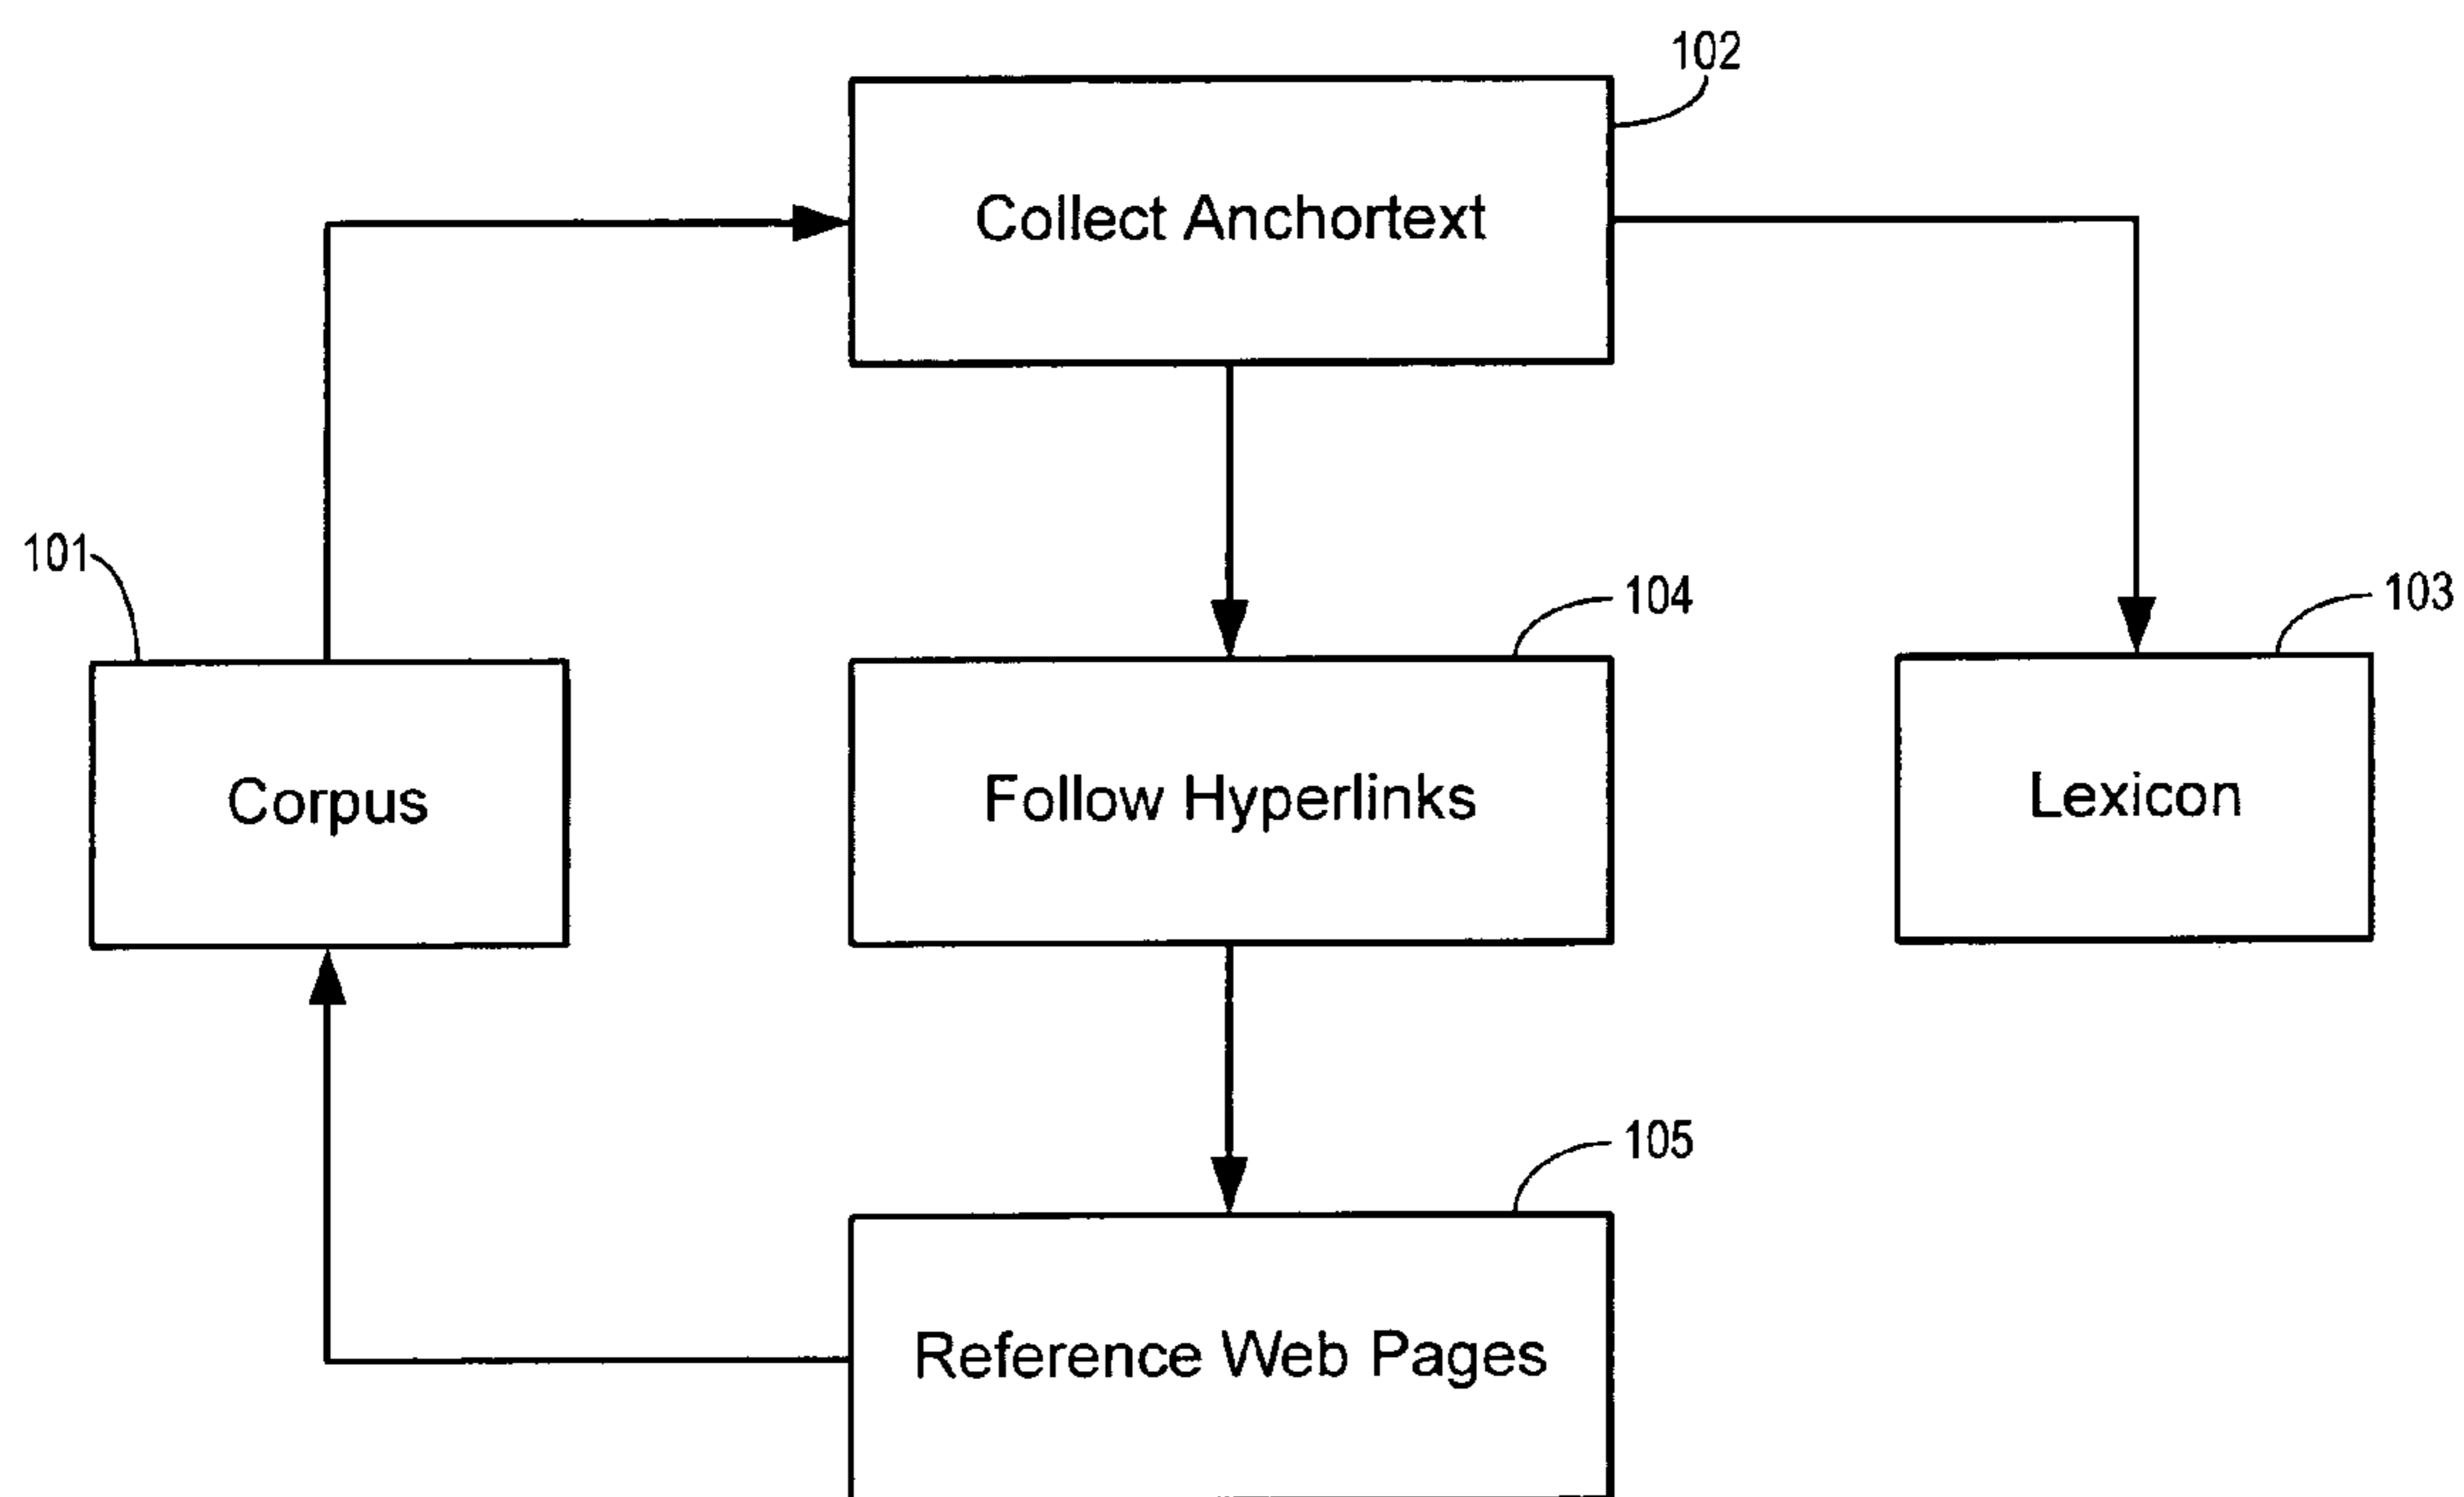 102
Collect Anchortext
101
104
103
Corpus
Follow Hyperlinks
Lexicon
105
Reference Web Pages